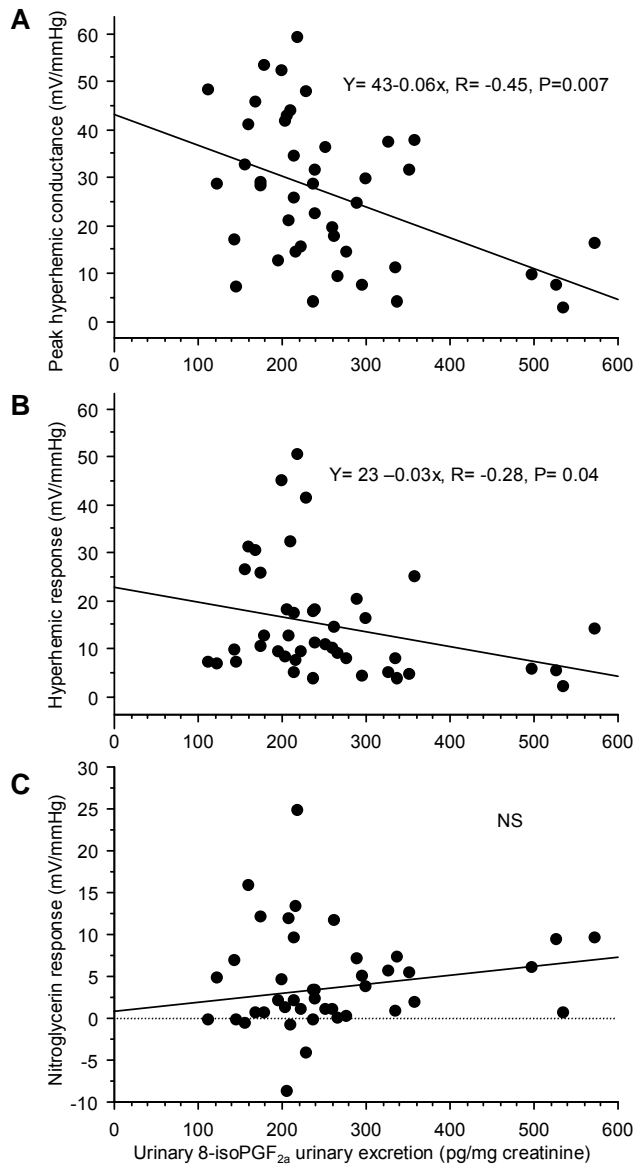 A
Peak hyperhemic conductance (mV/mmHg)
60
50
40
30
20
10
0
Y= 43-0.06x, R= -0.45, P=0.007
0 100 200 300 400 500 600
B
Hyperhemic response (mV/mmHg)
60
50
40
30
20
10
0
Y= 23 –0.03x, R= -0.28, P= 0.04
0 100 200 300 400 500 600
C
Nitroglycerin response (mV/mmHg)
30
25
20
15
10
5
0
-5
-10
NS
0 100 200 300 400 500 600
Urinary 8-isoPGF2a urinary excretion (pg/mg creatinine)